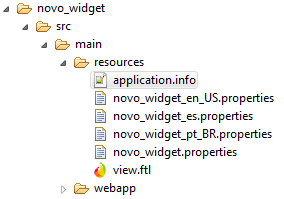 novo_widget
src
main
resources
application.info
novo_widget_en_US.properties
novo_widget_es.properties
novo_widget_pt_BR.properties
novo_widget.properties
view.ftl
webapp